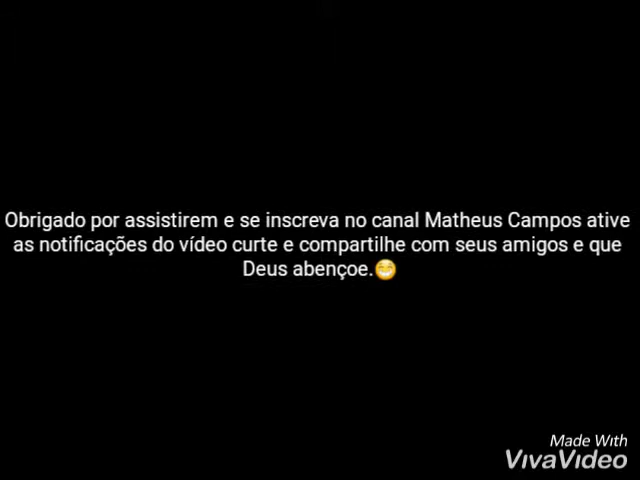 Obrigado por assistirem e se inscreva no canal Matheus Campos ative
as notificações do vídeo curte e compartilhe com seus amigos e que
Deus abençoe.😁
Made With
VivaVideo